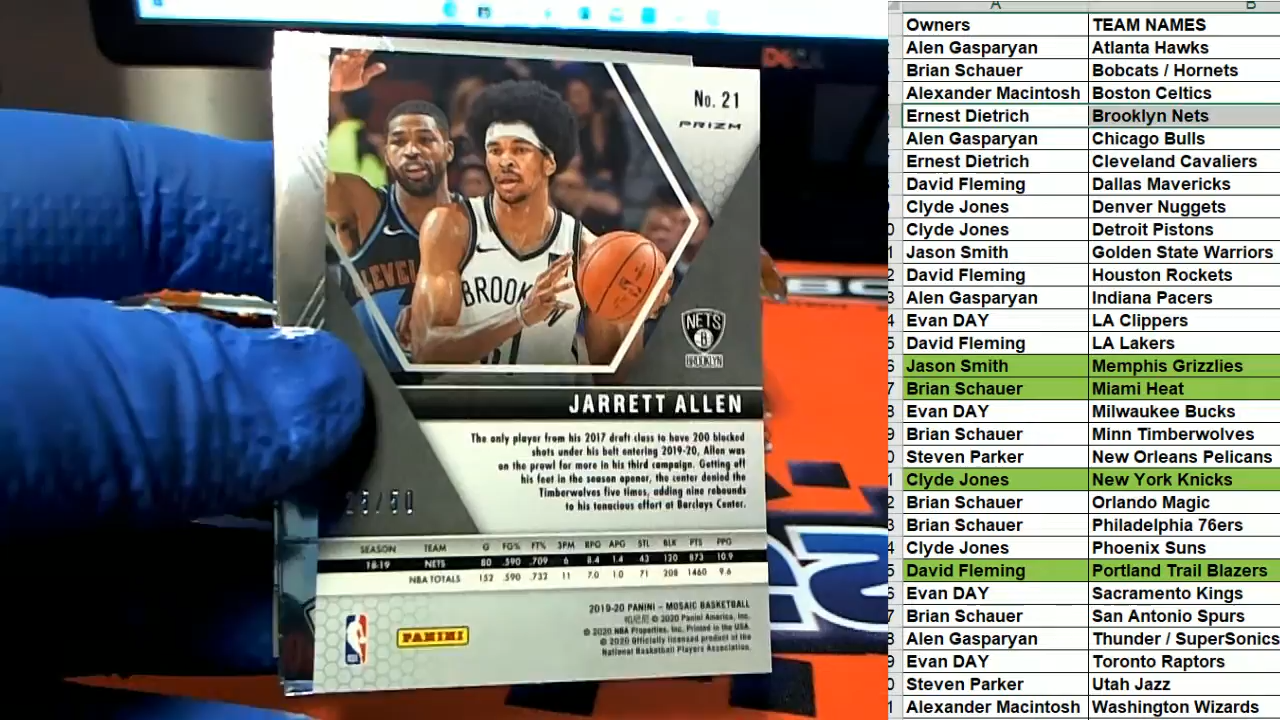 No. 21
PRIZM
BROOK
NETS
B
BROOKLYN
JARRETT ALLEN
The only player from his 2017 draft class to have 200 blocked
shots under his belt entering 2019-20, Allen was
on the prowl for more in his third campaign. Getting off
his feet in the season opener, the center denied the
Timberwolves five times, adding nine rebounds
to his tenacious effort at Barclays Center.
/50
SEASON TEAM G FG% FT% 3PM RPG APG STL BLK PTS PPG
18-19 NETS 80 .590 .709 6 8.4 1.4 43 120 873 10.9
NBA TOTALS 152 .590 .732 11 7.0 1.0 71 208 1460 9.6
2019-20 PANINI – MOSAIC BASKETBALL
© 2020 Panini America, Inc.
© 2020 NBA Properties, Inc. Printed in the USA.
© 2020 Officially licensed product of the
National Basketball Players Association.
PANINI
A B
Owners TEAM NAMES
Alen Gasparyan Atlanta Hawks
Brian Schauer Bobcats / Hornets
Alexander Macintosh Boston Celtics
Ernest Dietrich Brooklyn Nets
Alen Gasparyan Chicago Bulls
Ernest Dietrich Cleveland Cavaliers
David Fleming Dallas Mavericks
Clyde Jones Denver Nuggets
Clyde Jones Detroit Pistons
Jason Smith Golden State Warriors
David Fleming Houston Rockets
Alen Gasparyan Indiana Pacers
Evan DAY LA Clippers
David Fleming LA Lakers
Jason Smith Memphis Grizzlies
Brian Schauer Miami Heat
Evan DAY Milwaukee Bucks
Brian Schauer Minn Timberwolves
Steven Parker New Orleans Pelicans
Clyde Jones New York Knicks
Brian Schauer Orlando Magic
Brian Schauer Philadelphia 76ers
Clyde Jones Phoenix Suns
David Fleming Portland Trail Blazers
Evan DAY Sacramento Kings
Brian Schauer San Antonio Spurs
Alen Gasparyan Thunder / SuperSonics
Evan DAY Toronto Raptors
Steven Parker Utah Jazz
Alexander Macintosh Washington Wizards